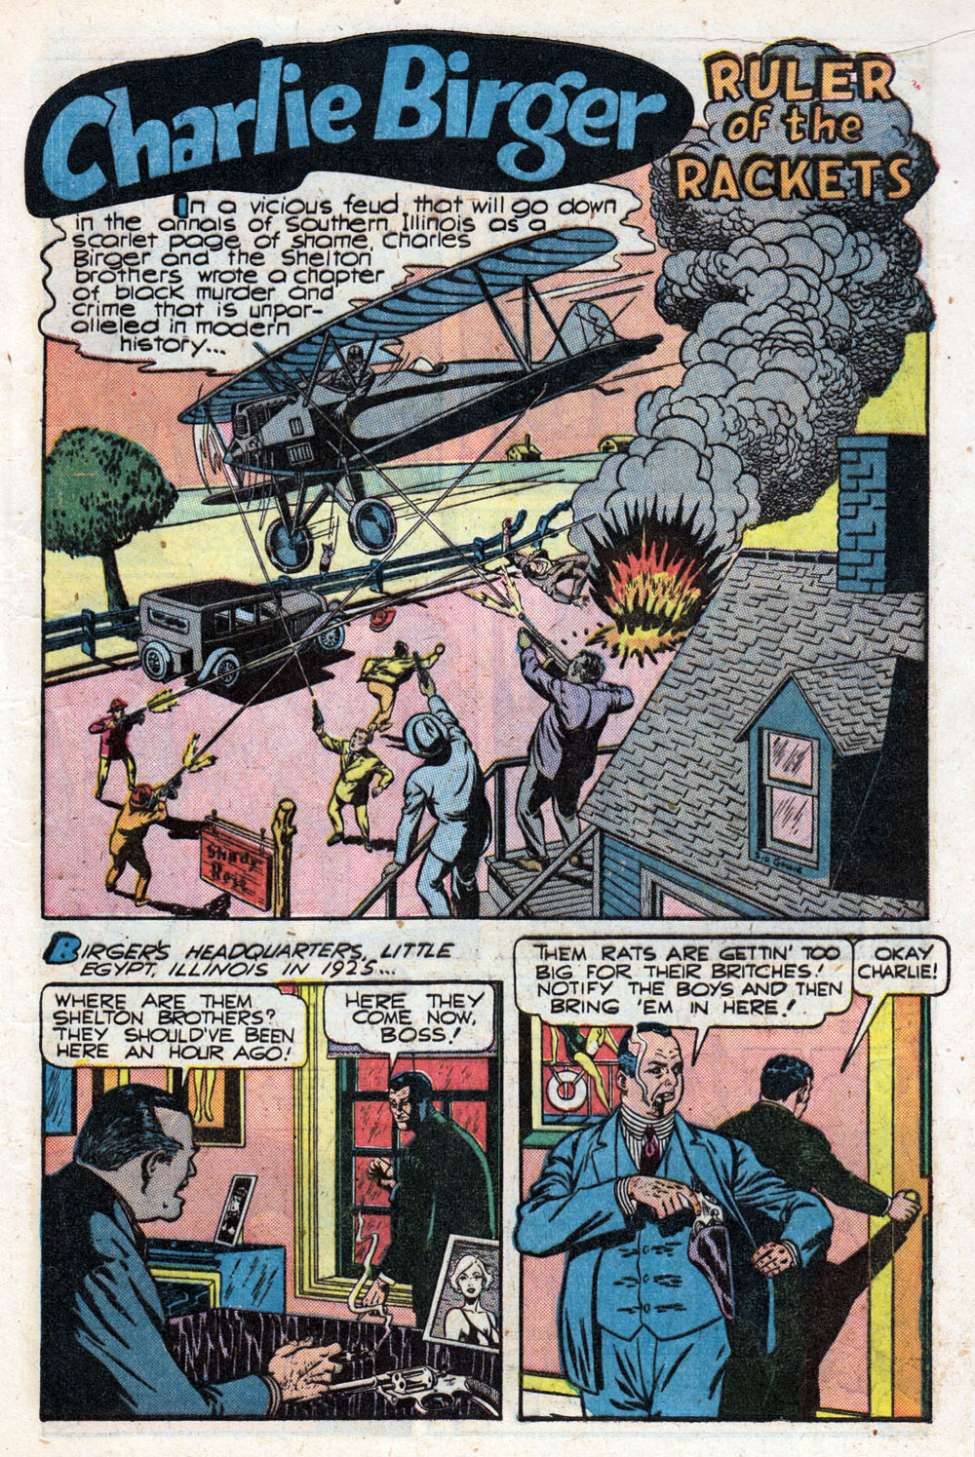 Charlie Birger
RULER
of the
RACKETS
In a vicious feud that will go down
in the annals of Southern Illinois as a
scarlet page of shame, Charles
Birger and the Shelton
brothers wrote a chapter
of black murder and
crime that is unpar-
alleled in modern
history...
Shady
Rest
BIRGER'S HEADQUARTERS, LITTLE
EGYPT, ILLINOIS IN 1925...
WHERE ARE THEM
SHELTON BROTHERS?
THEY SHOULD'VE BEEN
HERE AN HOUR AGO!
HERE THEY
COME NOW,
BOSS!
THEM RATS ARE GETTIN' TOO
BIG FOR THEIR BRITCHES!
NOTIFY THE BOYS AND THEN
BRING 'EM IN HERE!
OKAY
CHARLIE!